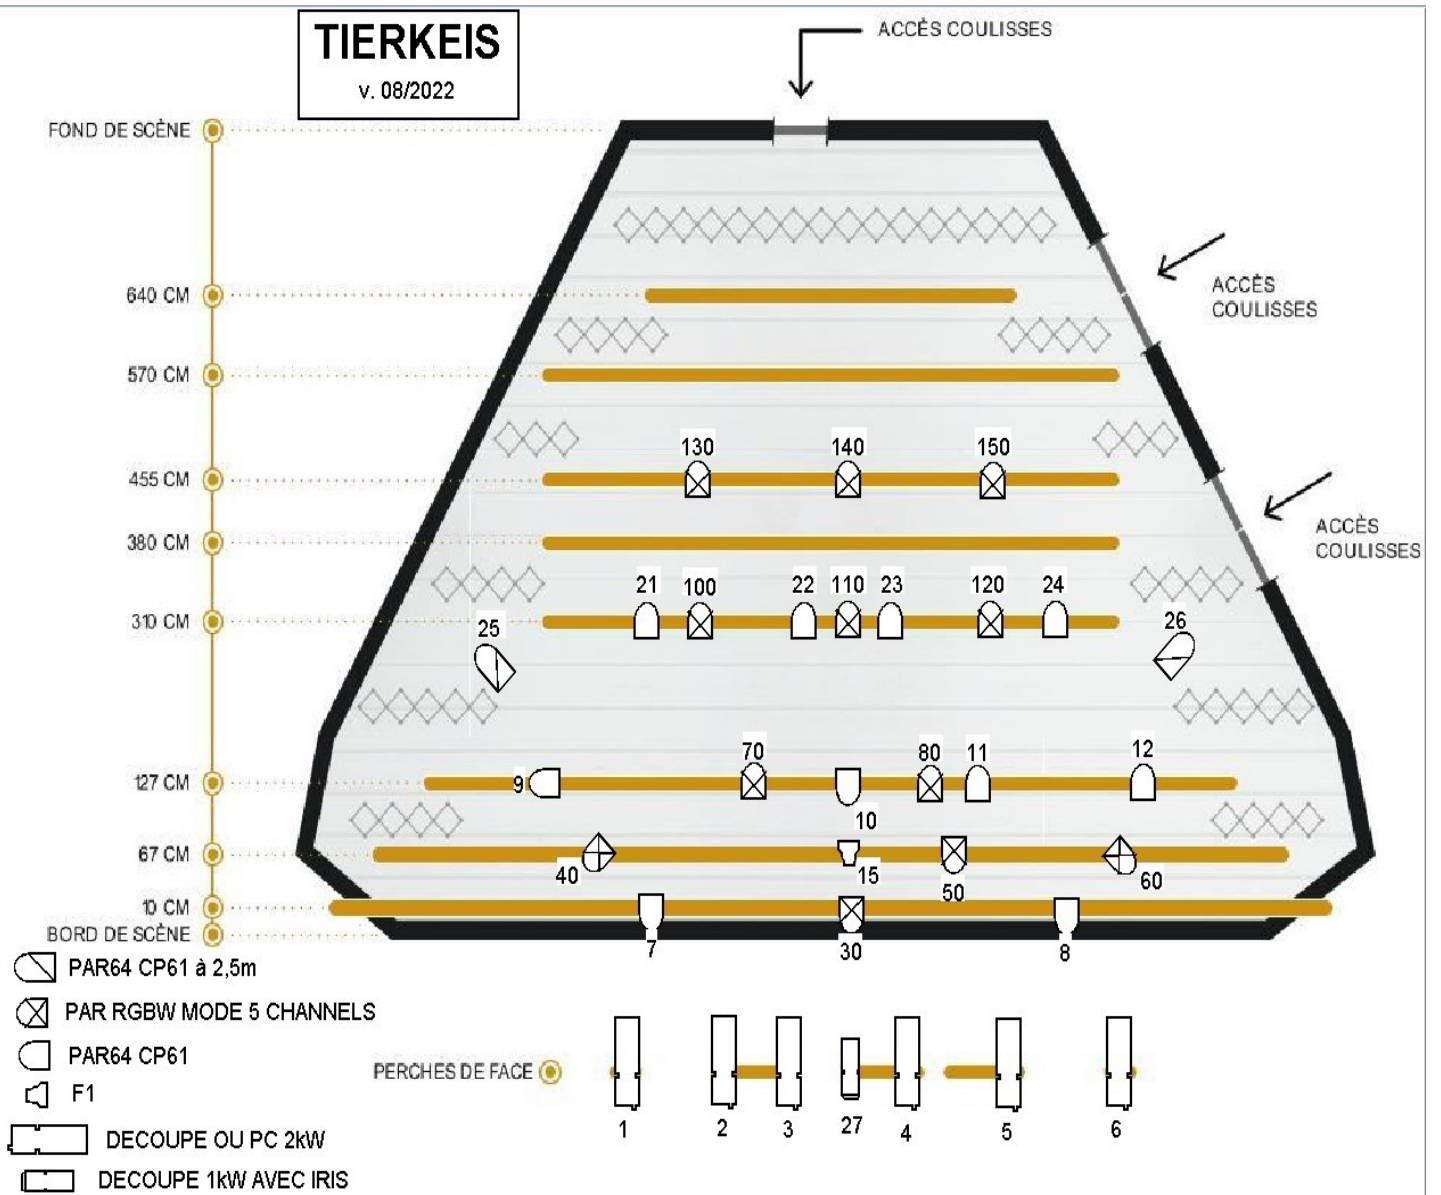 TIERKEIS
v. 08/2022
ACCÈS COULISSES
FOND DE SCÈNE
ACCÈS
COULISSES
640 CM
570 CM
130 140 150
455 CM
ACCÈS
COULISSES
380 CM
21 100 22 110 23 120 24
310 CM
25 26
70 80 11 12
127 CM
9
10
67 CM
40 15 50 60
10 CM
BORD DE SCÈNE
7 30 8
PAR64 CP61 à 2,5m
PAR RGBW MODE 5 CHANNELS
PAR64 CP61
PERCHES DE FACE
F1
1 2 3 27 4 5 6
DECOUPE OU PC 2kW
DECOUPE 1kW AVEC IRIS